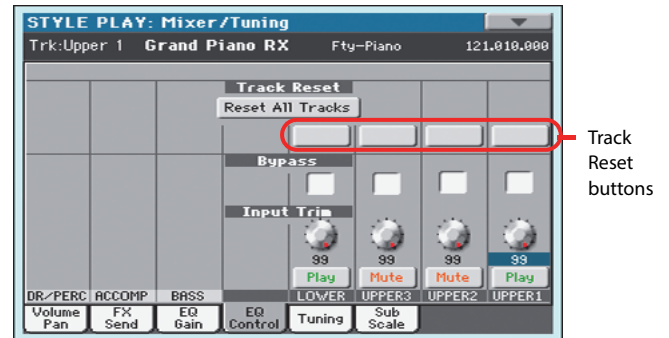 STYLE PLAY: Mixer/Tuning
Trk:Upper 1 Grand Piano RX Fty-Piano 121.010.000
Track Reset
Reset All Tracks
Track
Reset
buttons
Bypass
Input Trim
99 99 99 99
Play Mute Mute Play
DR/PERC ACCOMP BASS LOWER UPPER3 UPPER2 UPPER1
Volume Pan FX Send EQ Gain EQ Control Tuning Sub Scale